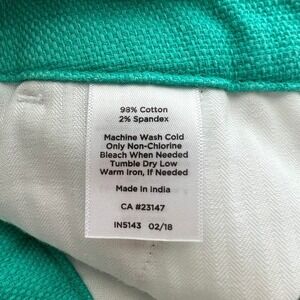 98% Cotton
2% Spandex
Machine Wash Cold
Only Non-Chlorine
Bleach When Needed
Tumble Dry Low
Warm Iron, If Needed
Made in India
CA #23147
IN5143 02/18